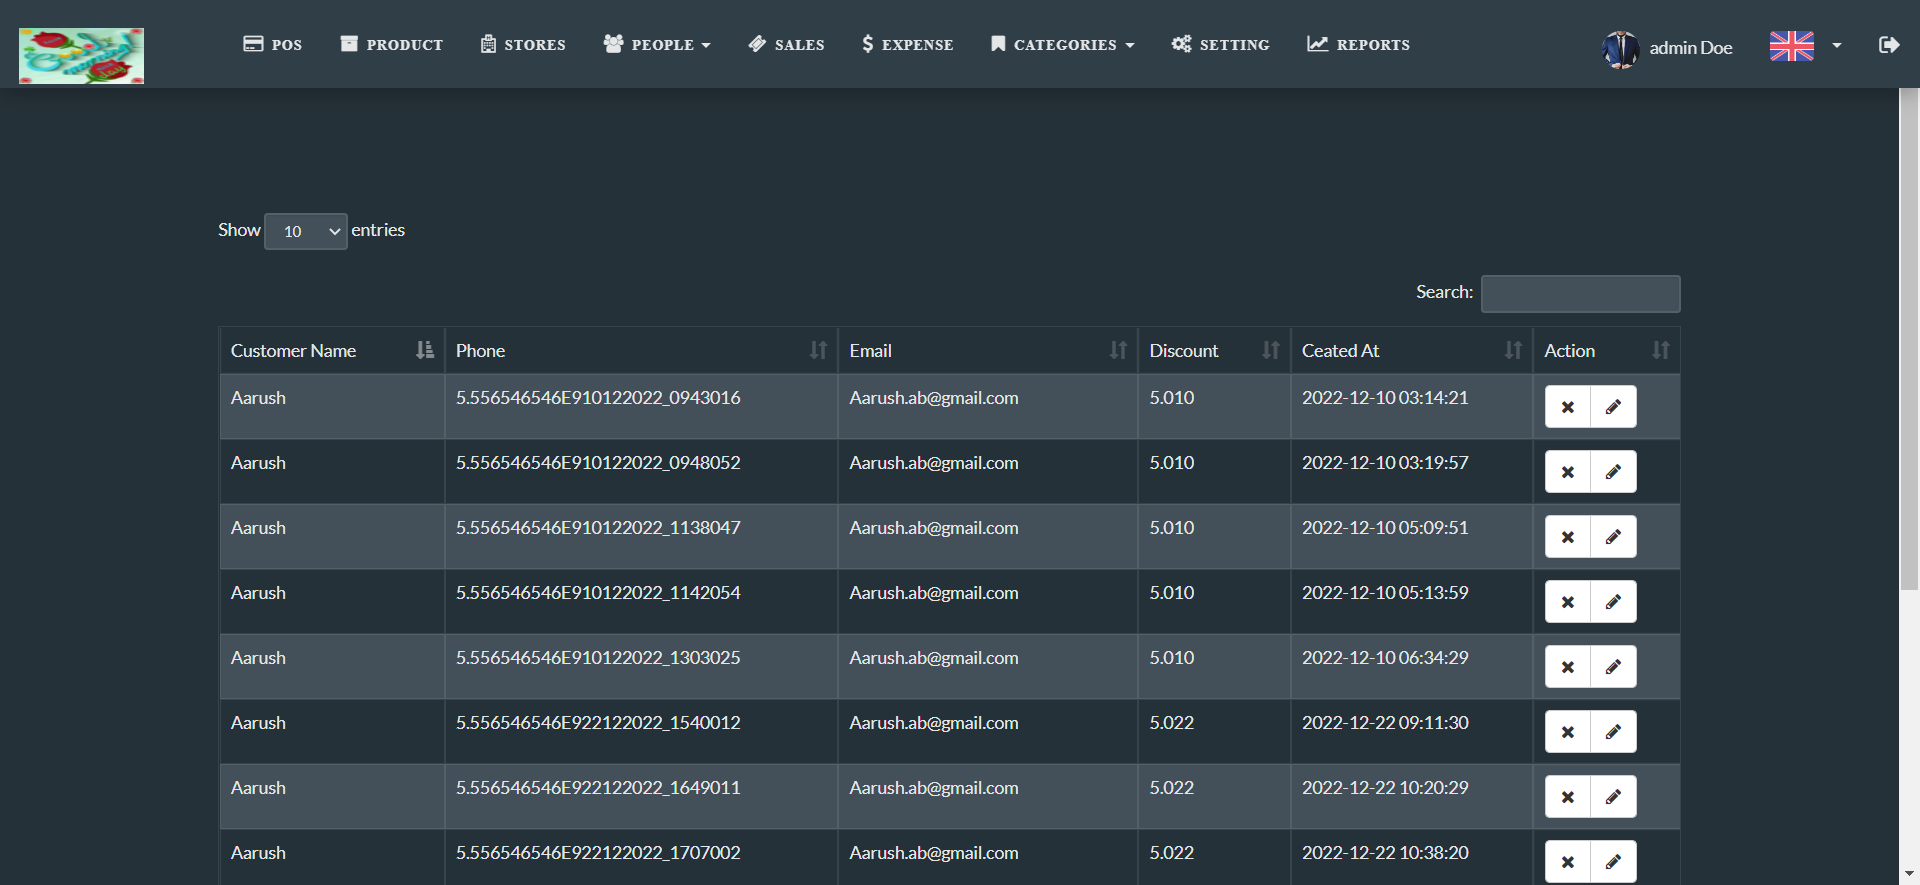 POS PRODUCT STORES PEOPLE SALES $ EXPENSE CATEGORIES SETTING REPORTS admin Doe
Show 10 entries
Search:
Customer Name Phone Email Discount Ceated At Action
Aarush 5.556546546E910122022_0943016 Aarush.ab@gmail.com 5.010 2022-12-10 03:14:21
Aarush 5.556546546E910122022_0948052 Aarush.ab@gmail.com 5.010 2022-12-10 03:19:57
Aarush 5.556546546E910122022_1138047 Aarush.ab@gmail.com 5.010 2022-12-10 05:09:51
Aarush 5.556546546E910122022_1142054 Aarush.ab@gmail.com 5.010 2022-12-10 05:13:59
Aarush 5.556546546E910122022_1303025 Aarush.ab@gmail.com 5.010 2022-12-10 06:34:29
Aarush 5.556546546E922122022_1540012 Aarush.ab@gmail.com 5.022 2022-12-22 09:11:30
Aarush 5.556546546E922122022_1649011 Aarush.ab@gmail.com 5.022 2022-12-22 10:20:29
Aarush 5.556546546E922122022_1707002 Aarush.ab@gmail.com 5.022 2022-12-22 10:38:20